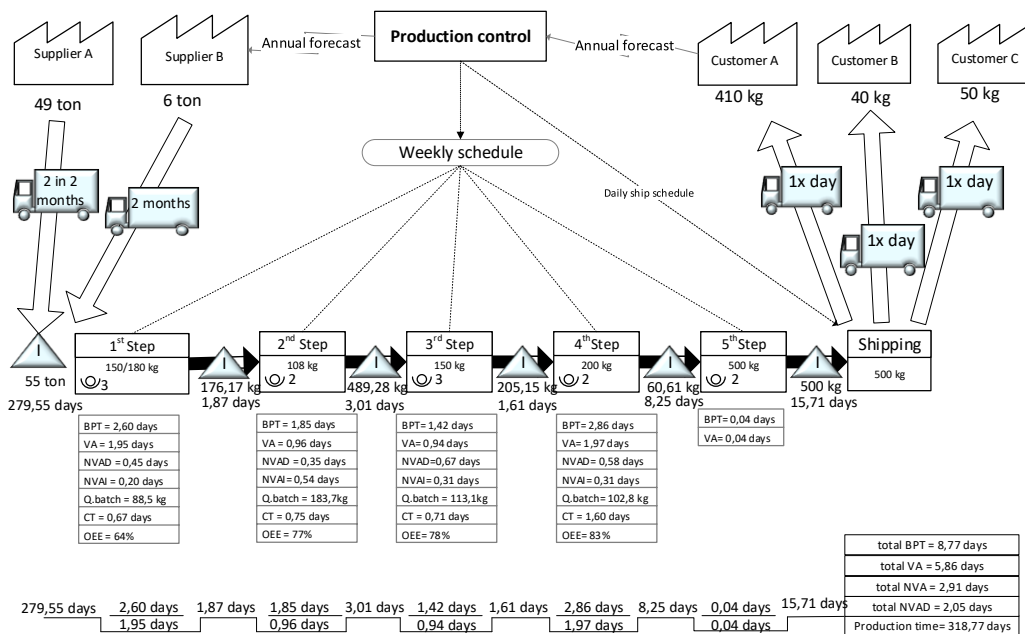 Supplier A
Supplier B
Annual forecast
Production control
Annual forecast
Customer A
Customer B
Customer C
49 ton
6 ton
410 kg
40 kg
50 kg
Weekly schedule
2 in 2
months
2 months
Daily ship schedule
1x day
1x day
1x day
I
55 ton
279,55 days
1st Step
150/180 kg
3
I
176,17 kg
1,87 days
2nd Step
108 kg
2
I
489,28 kg
3,01 days
3rd Step
150 kg
3
I
205,15 kg
1,61 days
4th Step
200 kg
2
I
60,61 kg
8,25 days
5th Step
500 kg
2
I
500 kg
15,71 days
Shipping
500 kg
BPT = 2,60 days
VA = 1,95 days
NVAD = 0,45 days
NVAI = 0,20 days
Q.batch = 88,5 kg
CT = 0,67 days
OEE = 64%
BPT = 1,85 days
VA = 0,96 days
NVAD = 0,35 days
NVAI = 0,54 days
Q.batch = 183,7kg
CT = 0,75 days
OEE = 77%
BPT = 1,42 days
VA = 0,94 days
NVAD=0,67 days
NVAI = 0,31 days
Q.batch = 113,1kg
CT = 0,71 days
OEE= 78%
BPT = 2,86 days
VA = 1,97 days
NVAD = 0,58 days
NVAI = 0,31 days
Q.batch = 102,8 kg
CT = 1,60 days
OEE = 83%
BPT= 0,04 days
VA= 0,04 days
total BPT = 8,77 days
total VA = 5,86 days
total NVA = 2,91 days
total NVAD = 2,05 days
Production time= 318,77 days
279,55 days 2,60 days 1,87 days 1,85 days 3,01 days 1,42 days 1,61 days 2,86 days 8,25 days 0,04 days 15,71 days
1,95 days 0,96 days 0,94 days 1,97 days 0,04 days